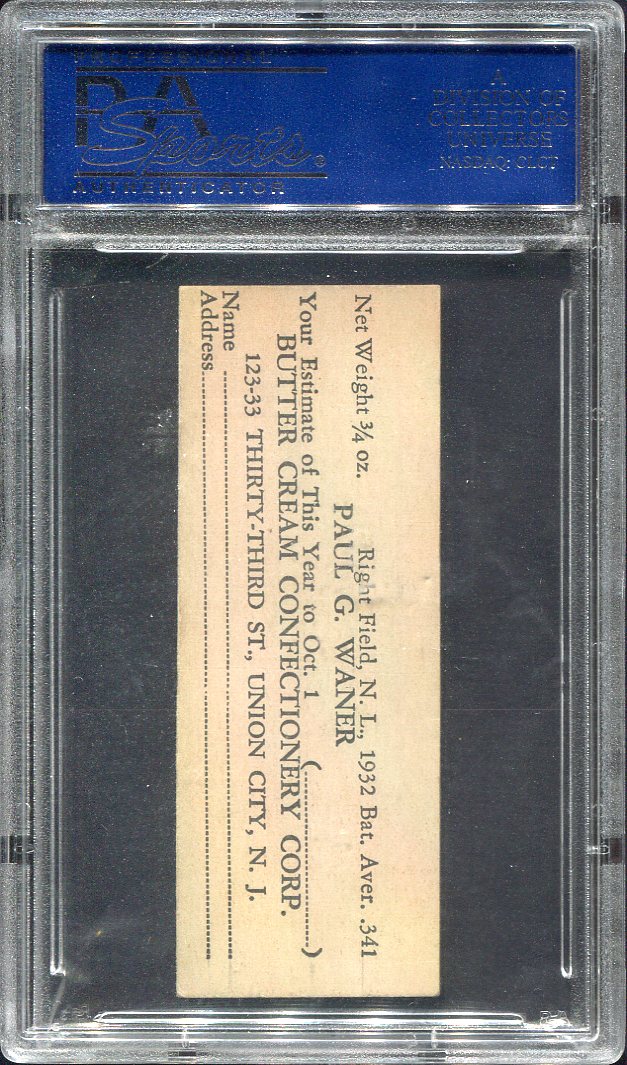 PROFESSIONAL
PSA
Sports®
AUTHENTICATOR
A
DIVISION OF
COLLECTORS
UNIVERSE
NASDAQ: CLCT
PAUL G. WANER
Net Weight ¾ oz. Right Field, N. L., 1932 Bat. Aver. .341
Your Estimate of This Year to Oct. 1 (....................)
BUTTER CREAM CONFECTIONERY CORP.
123-33 THIRTY-THIRD ST., UNION CITY, N. J.
Name ....................
Address....................